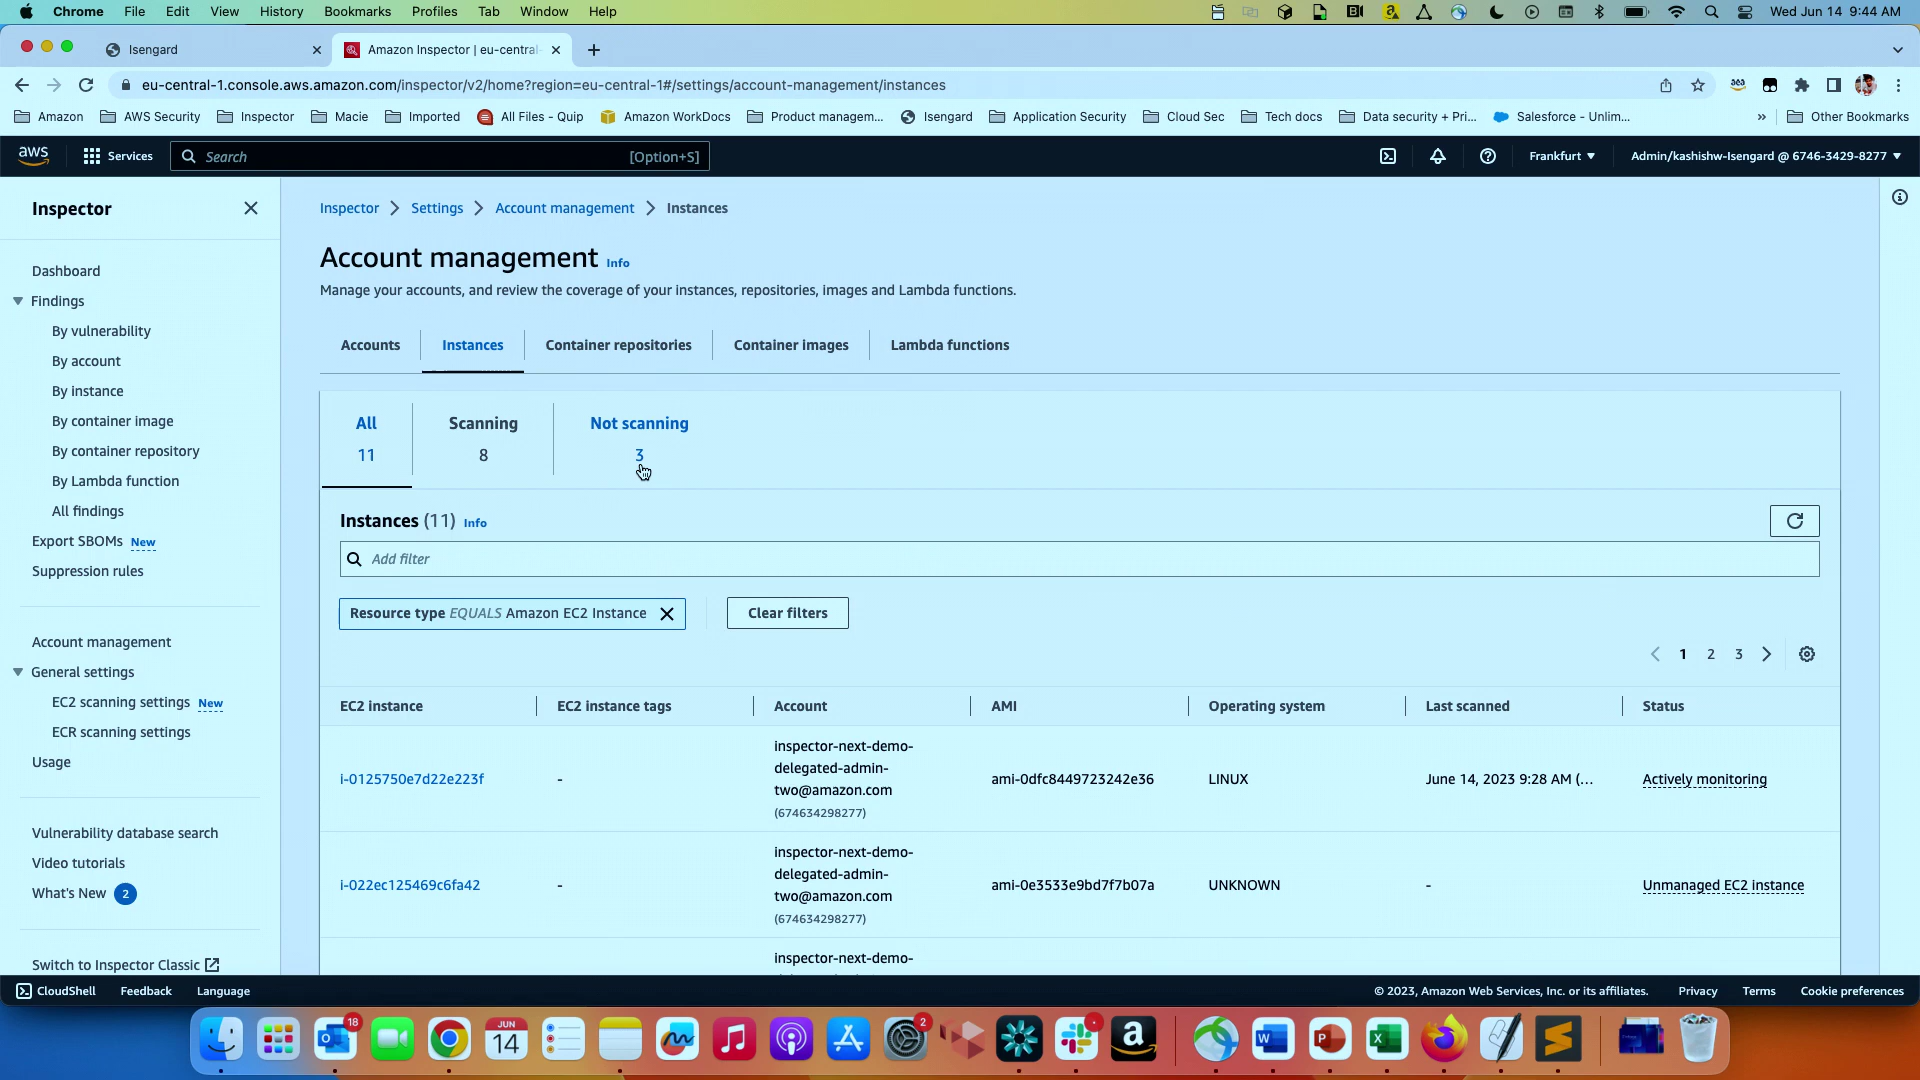 Chrome File Edit View History Bookmarks Profiles Tab Window Help Wed Jun 14 9:44 AM
Isengard Amazon Inspector | eu-central-
eu-central-1.console.aws.amazon.com/inspector/v2/home?region=eu-central-1#/settings/account-management/instances
Amazon AWS Security Inspector Macie Imported All Files - Quip Amazon WorkDocs Product managem... Isengard Application Security Cloud Sec Tech docs Data security + Pri... Salesforce - Unlim... » Other Bookmarks
aws Services Search [Option+S] Frankfurt Admin/kashishw-Isengard @ 6746-3429-8277
Inspector
Dashboard
Findings
By vulnerability
By account
By instance
By container image
By container repository
By Lambda function
All findings
Export SBOMs New
Suppression rules
Account management
General settings
EC2 scanning settings New
ECR scanning settings
Usage
Vulnerability database search
Video tutorials
What's New 2
Switch to Inspector Classic
Inspector Settings Account management Instances
Account management Info
Manage your accounts, and review the coverage of your instances, repositories, images and Lambda functions.
Accounts Instances Container repositories Container images Lambda functions
All Scanning Not scanning
11 8 3
Instances (11) Info
Add filter
Resource type EQUALS Amazon EC2 Instance Clear filters
1 2 3
EC2 instance EC2 instance tags Account AMI Operating system Last scanned Status
inspector-next-demo-
delegated-admin-
i-0125750e7d22e223f - two@amazon.com ami-0dfc8449723242e36 LINUX June 14, 2023 9:28 AM (... Actively monitoring
(674634298277)
inspector-next-demo-
delegated-admin-
i-022ec125469c6fa42 - two@amazon.com ami-0e3533e9bd7f7b07a UNKNOWN - Unmanaged EC2 instance
(674634298277)
inspector-next-demo-
CloudShell Feedback Language © 2023, Amazon Web Services, Inc. or its affiliates. Privacy Terms Cookie preferences
18 JUN 14 2